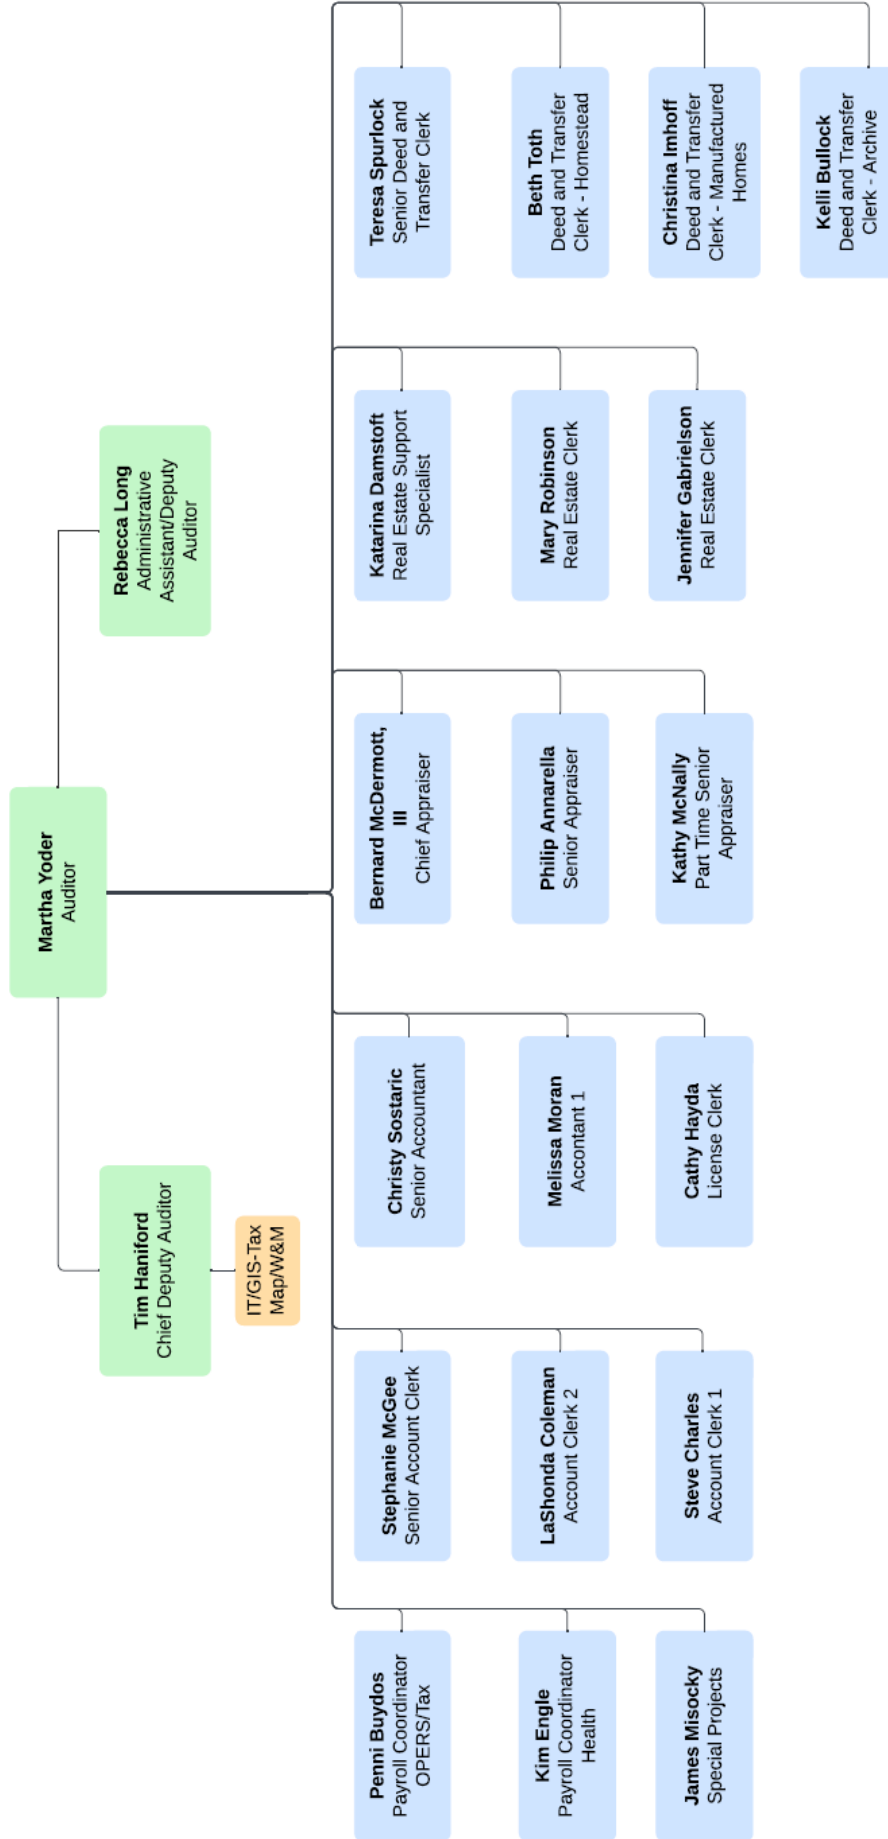 Martha Yoder
Auditor
Tim Haniford
Chief Deputy Auditor
IT/GIS-Tax
Map/W&M
Rebecca Long
Administrative
Assistant/Deputy
Auditor
Penni Buydos
Payroll Coordinator
OPERS/Tax
Kim Engle
Payroll Coordinator
Health
James Misocky
Special Projects
Stephanie McGee
Senior Account Clerk
LaShonda Coleman
Account Clerk 2
Steve Charles
Account Clerk 1
Christy Sostaric
Senior Accountant
Melissa Moran
Accontant 1
Cathy Hayda
License Clerk
Bernard McDermott,
III
Chief Appraiser
Philip Annarella
Senior Appraiser
Kathy McNally
Part Time Senior
Appraiser
Katarina Damstoft
Real Estate Support
Specialist
Mary Robinson
Real Estate Clerk
Jennifer Gabrielson
Real Estate Clerk
Teresa Spurlock
Senior Deed and
Transfer Clerk
Beth Toth
Deed and Transfer
Clerk - Homestead
Christina Imhoff
Deed and Transfer
Clerk - Manufactured
Homes
Kelli Bullock
Deed and Transfer
Clerk - Archive